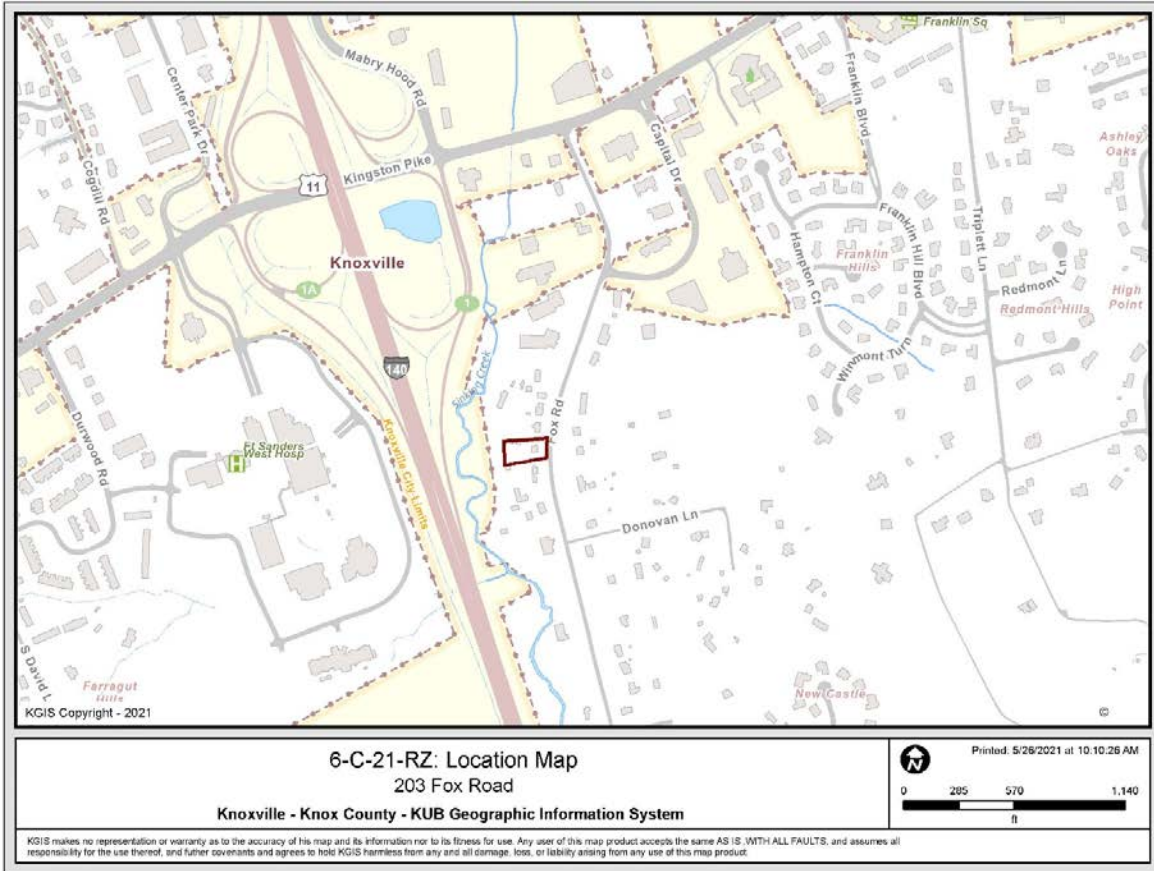 Franklin Sq
Mabry Hood Rd
Center Park Dr
Cogdill Rd
Franklin Blvd
Capital Dr
Ashley Oaks
Kingston Pike
11
Knoxville
Hampton Ct
Franklin Hills
Franklin Hill Blvd
Triplett Ln
Redmont Ln
Redmont Hills
High Point
1A
1
140
Winmont Turn
Sinking Creek
Fox Rd
Durwood Rd
Ft Sanders West Hosp
H
Knoxville City Limits
Donovan Ln
S David L
Farragut Hills
New Castle
KGIS Copyright - 2021
©
6-C-21-RZ: Location Map
203 Fox Road
Knoxville - Knox County - KUB Geographic Information System
N
Printed: 5/26/2021 at 10:10:26 AM
0 285 570 1,140
ft
KGIS makes no representation or warranty as to the accuracy of his map and its information nor to its fitness for use. Any user of this map product accepts the same AS IS ,WITH ALL FAULTS, and assumes all
responsibility for the use thereof, and futher covenants and agrees to hold KGIS harmless from any and all damage, loss, or liability arising from any use of this map product.